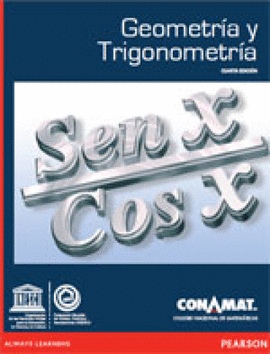 Geometría y
Trigonometría
CUARTA EDICIÓN
Sen x
Cos x
CONAMAT
COLEGIO NACIONAL DE MATEMÁTICAS
ALWAYS LEARNING
PEARSON